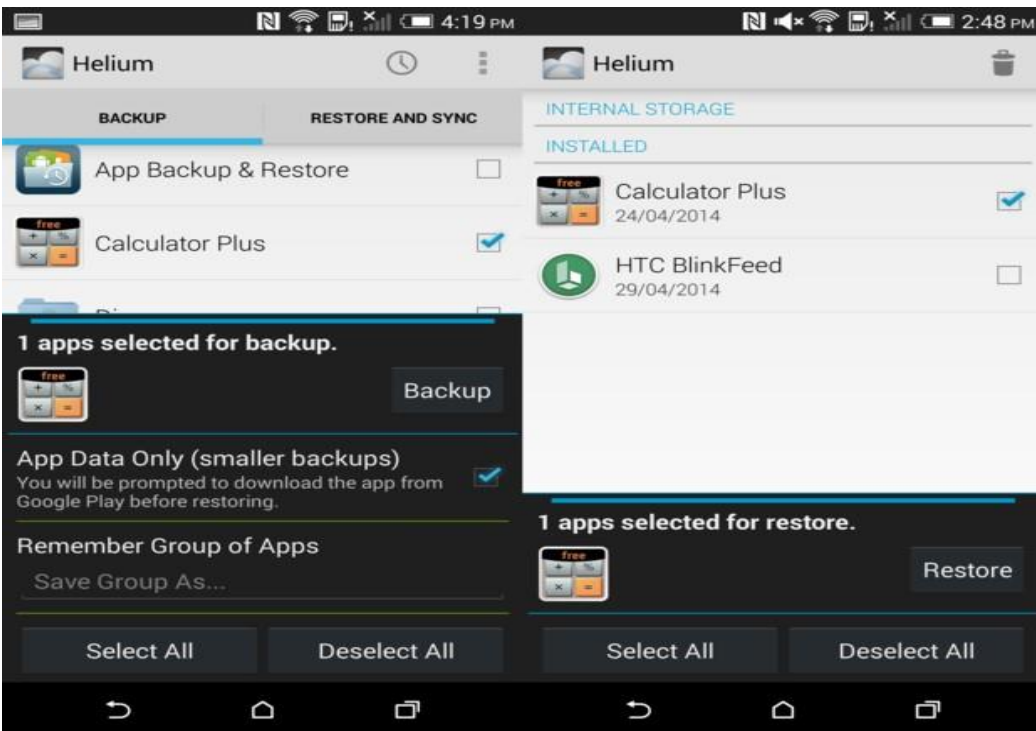 4:19 PM
Helium
BACKUP
RESTORE AND SYNC
App Backup & Restore
free
Calculator Plus
1 apps selected for backup.
free
Backup
App Data Only (smaller backups)
You will be prompted to download the app from
Google Play before restoring.
Remember Group of Apps
Save Group As...
Select All
Deselect All
2:48 PM
Helium
INTERNAL STORAGE
INSTALLED
free
Calculator Plus
24/04/2014
HTC BlinkFeed
29/04/2014
1 apps selected for restore.
free
Restore
Select All
Deselect All